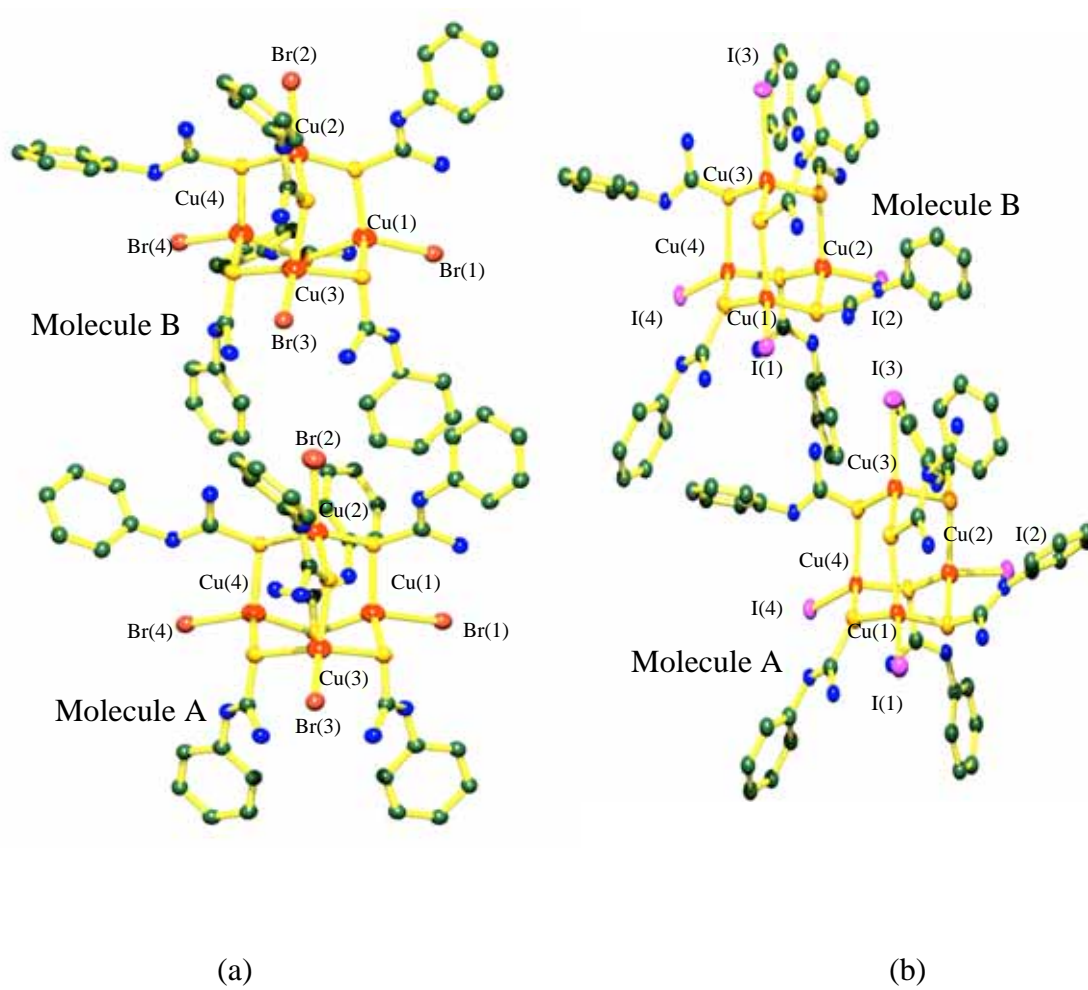 Br(2)
Cu(2)
Cu(4)
Cu(1)
Br(4)
Br(1)
Cu(3)
Molecule B
Br(3)
Br(2)
Cu(2)
Cu(4)
Cu(1)
Br(4)
Br(1)
Cu(3)
Molecule A
Br(3)
(a)
I(3)
Cu(3)
Molecule B
Cu(4)
Cu(2)
I(4)
Cu(1)
I(2)
I(1)
I(3)
Cu(3)
Cu(2)
I(2)
Cu(4)
I(4)
Cu(1)
Molecule A
I(1)
(b)